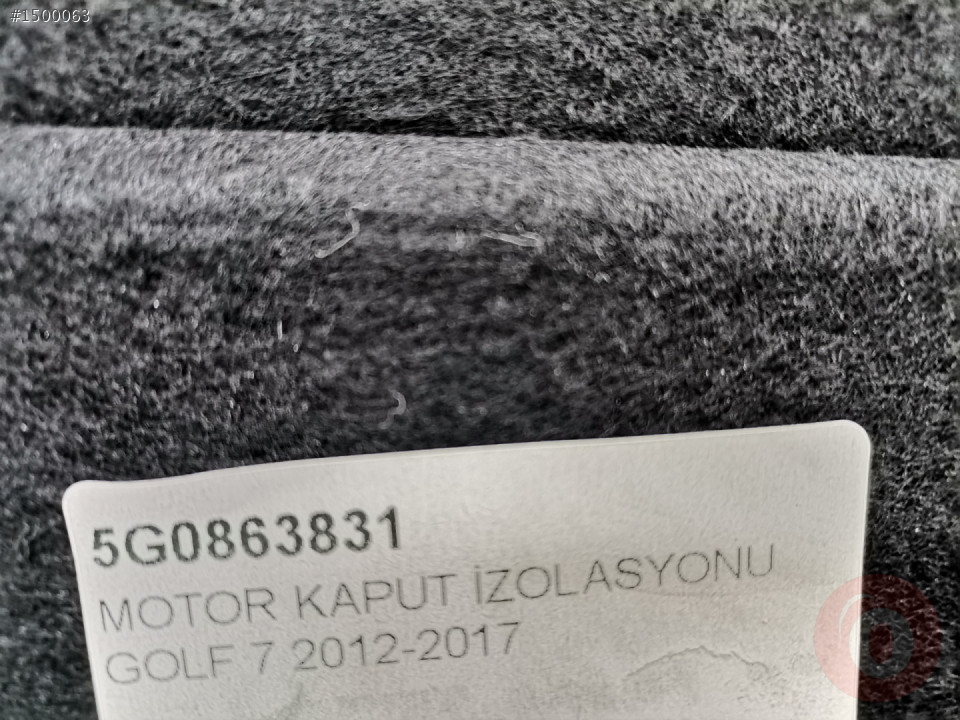 #1500063
5G0863831
MOTOR KAPUT İZOLASYONU
GOLF 7 2012-2017